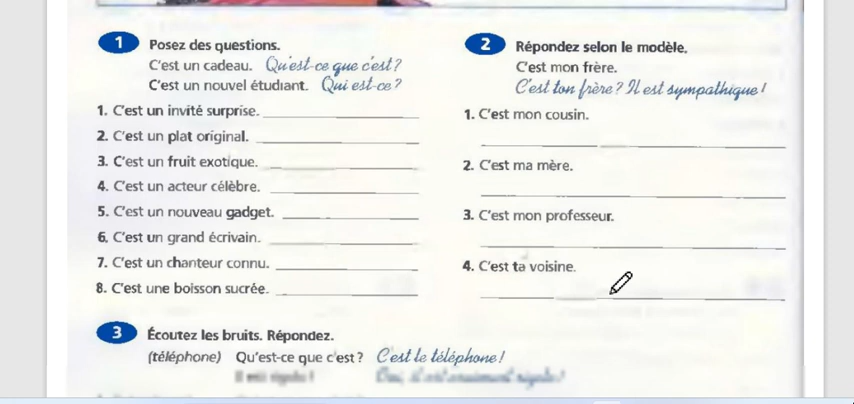 1 Posez des questions.
C'est un cadeau. Qu'est-ce que c'est?
C'est un nouvel étudiant. Qui est-ce?
1. C'est un invité surprise.
2. C'est un plat original.
3. C'est un fruit exotique.
4. C'est un acteur célèbre.
5. C'est un nouveau gadget.
6. C'est un grand écrivain.
7. C'est un chanteur connu.
8. C'est une boisson sucrée.
2 Répondez selon le modèle.
C'est mon frère.
C'est ton frère? Il est sympathique!
1. C'est mon cousin.
2. C'est ma mère.
3. C'est mon professeur.
4. C'est ta voisine.
3 Écoutez les bruits. Répondez.
(téléphone) Qu'est-ce que c'est? C'est le téléphone!